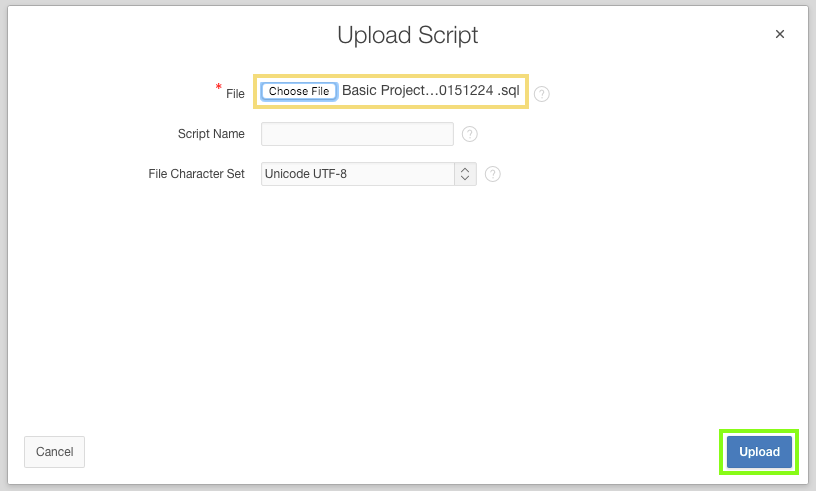 Upload Script
* File Choose File Basic Project...0151224 .sql ?
Script Name ?
File Character Set Unicode UTF-8 ?
Cancel Upload